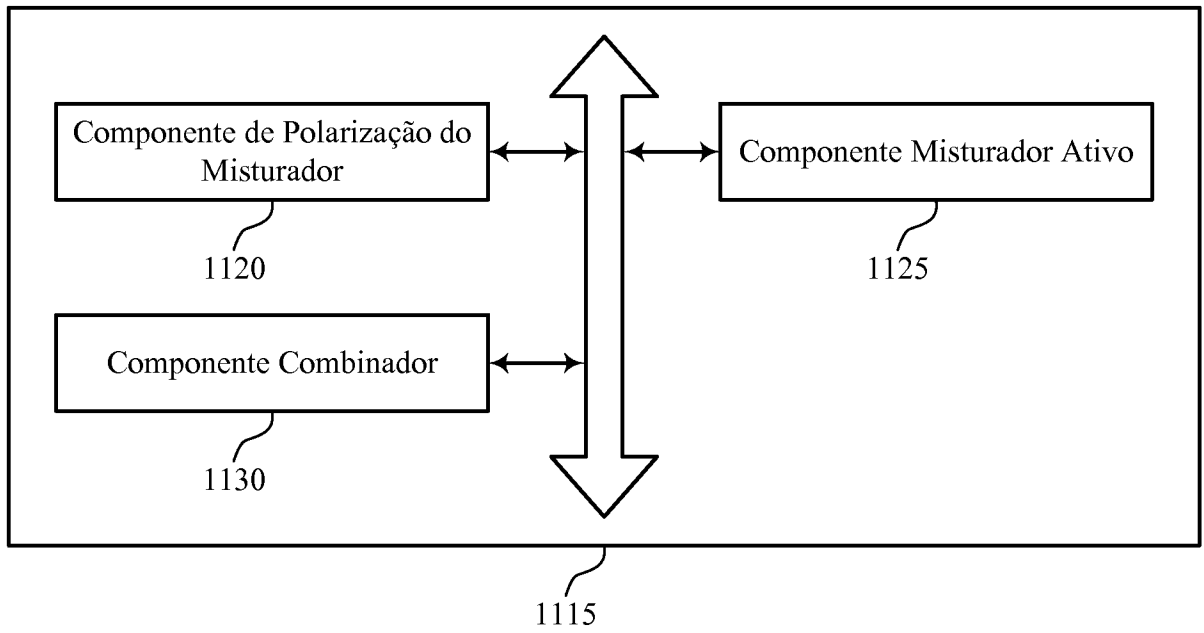 Componente de Polarização do
Misturador
1120
Componente Misturador Ativo
1125
Componente Combinador
1130
1115